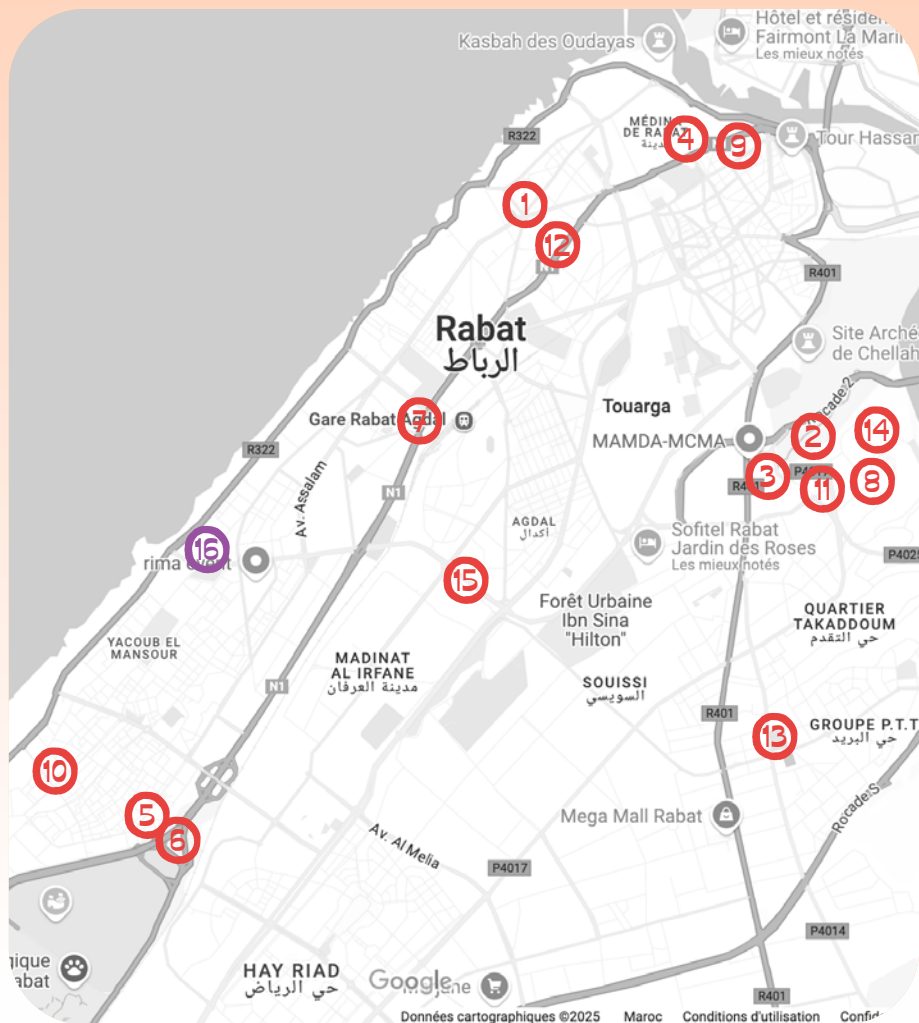 Hôtel et résiden
Fairmont La Mari
Les mieux notés
Kasbah des Oudayas
R322
MÉDINA
DE RABAT
4
9
Tour Hassan
1
12
N1
R401
Rabat
الرباط
Site Arché
de Chellah
Rocade 2
Touarga
Gare Rabat Agdal
7
MAMDA-MCMA
2
14
R322
3
R401
11
8
N1
Av. Assalam
AGDAL
أكدال
16
Sofitel Rabat
Jardin des Roses
Les mieux notés
P4025
15
Forêt Urbaine
Ibn Sina
"Hilton"
QUARTIER
TAKADDOUM
حي التقدم
YACOUB EL
MANSOUR
MADINAT
AL IRFANE
مدينة العرفان
SOUISSI
السويسي
N1
R401
13
GROUPE P.T.T
حي البريد
10
5
6
Mega Mall Rabat
Rocade S
Av. Al Melia
P4017
P4014
HAY RIAD
حي الرياض
Google
R401
Données cartographiques ©2025 Maroc Conditions d'utilisation Confid